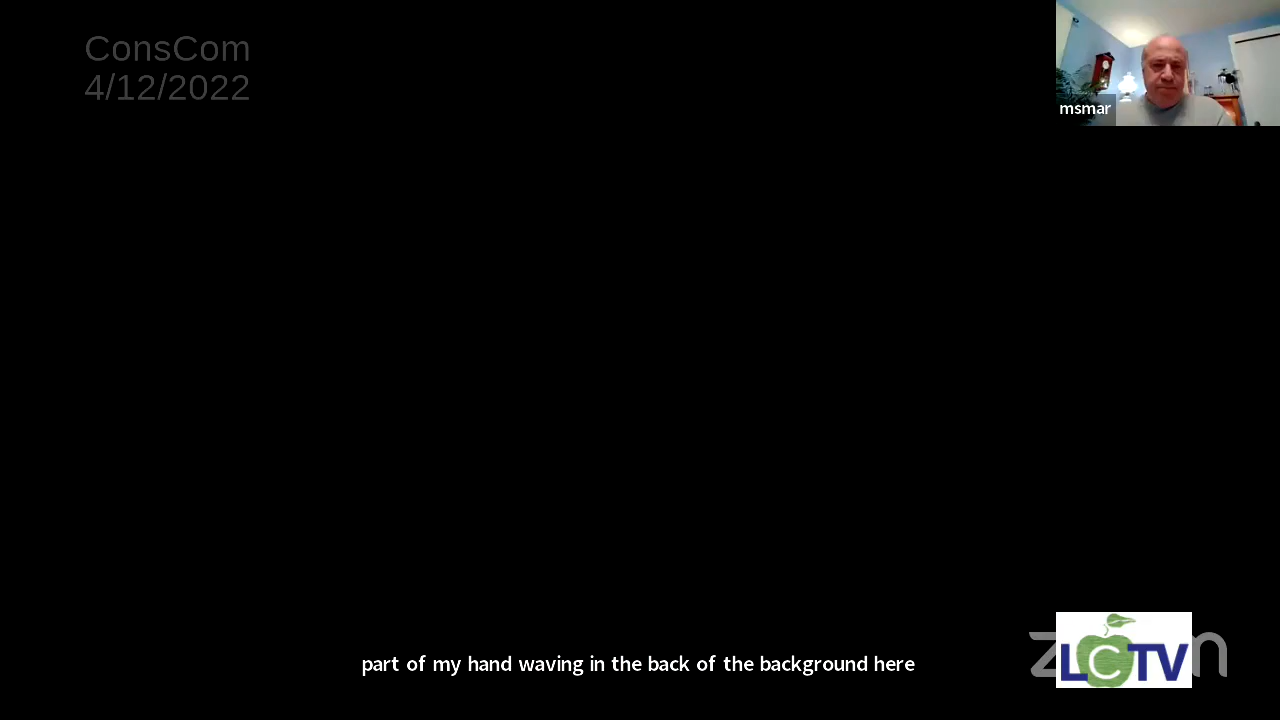 ConsCom
4/12/2022
msmar
part of my hand waving in the back of the background here
LCTV